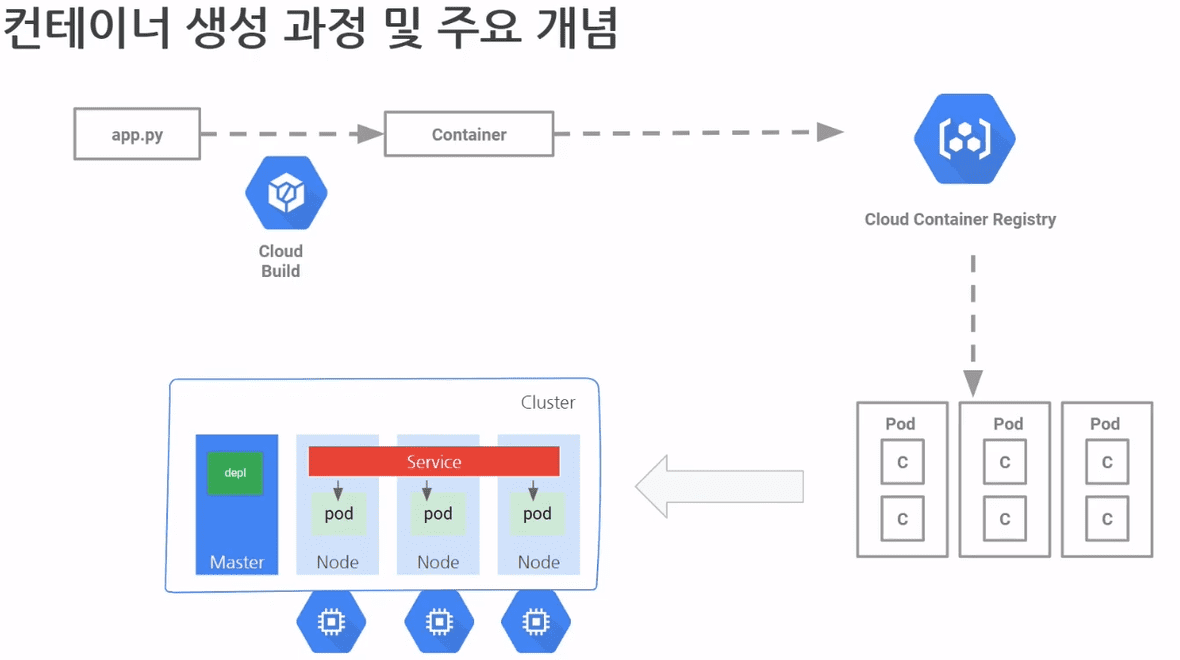 컨테이너 생성 과정 및 주요 개념
app.py
Container
Cloud
Build
Cloud Container Registry
Pod
Pod
Pod
C
C
C
C
C
C
Cluster
depl
Service
pod
pod
pod
Master
Node
Node
Node